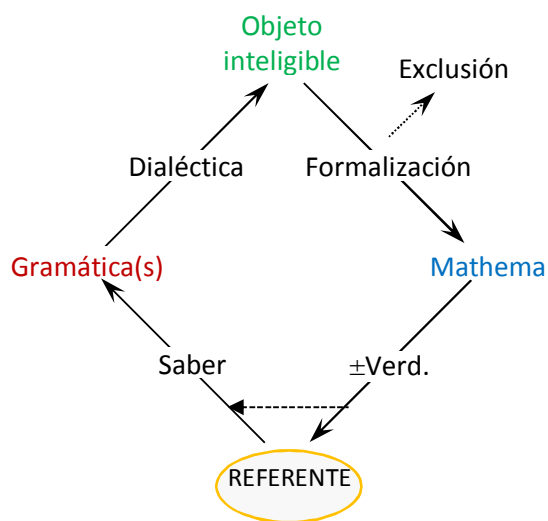 Objeto
inteligible
Exclusión
Dialéctica
Formalización
Gramática(s)
Mathema
Saber
±Verd.
REFERENTE